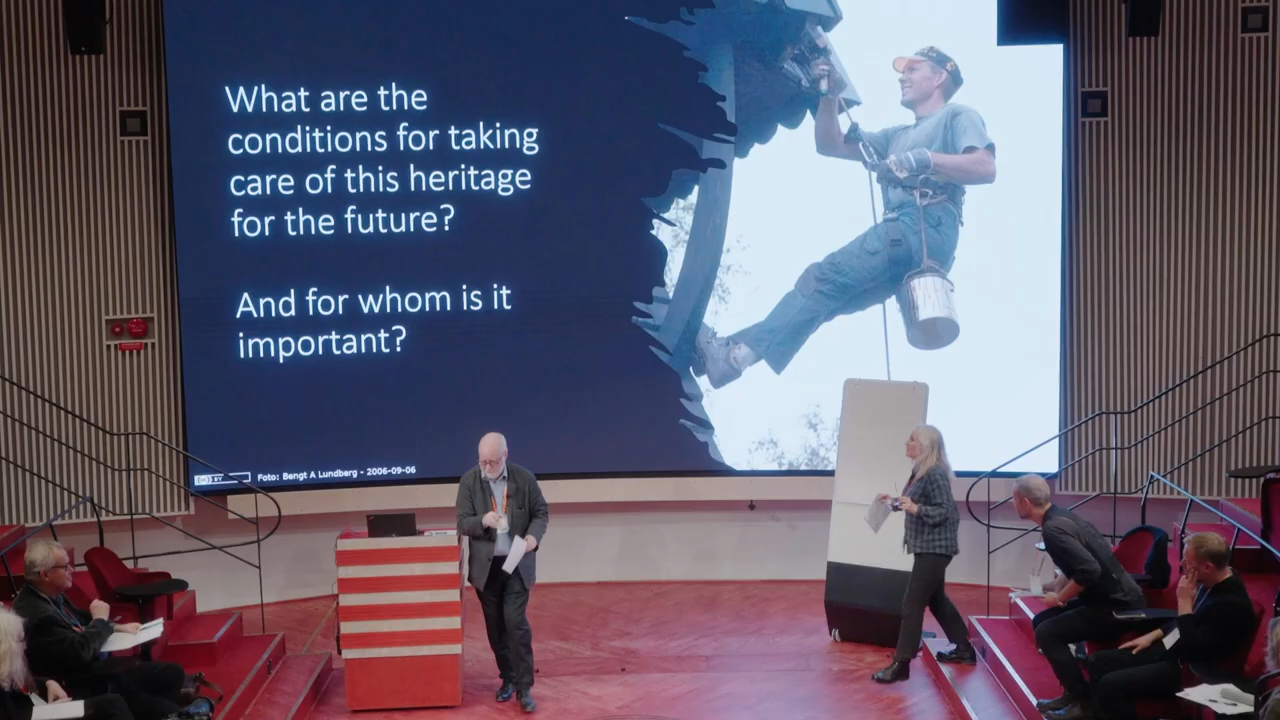 What are the
conditions for taking
care of this heritage
for the future?
And for whom is it
important?
Foto: Bengt A Lundberg - 2006-09-06